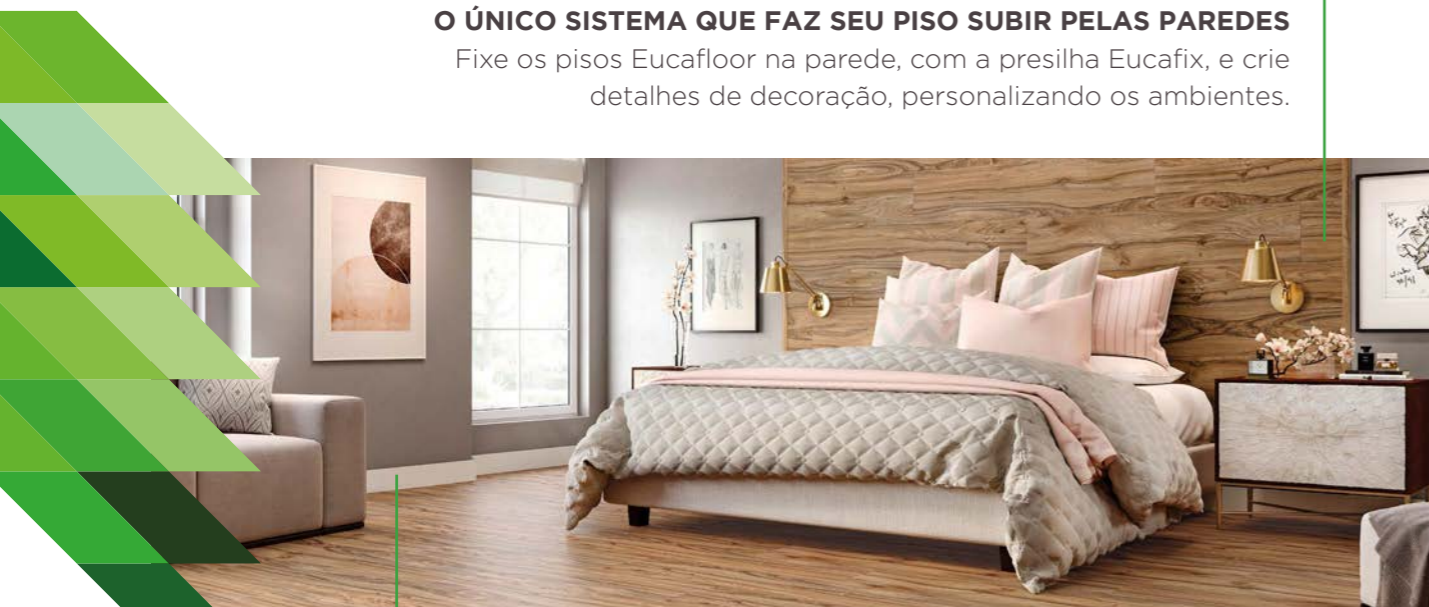 O ÚNICO SISTEMA QUE FAZ SEU PISO SUBIR PELAS PAREDES
Fixe os pisos Eucafloor na parede, com a presilha Eucafix, e crie
detalhes de decoração, personalizando os ambientes.